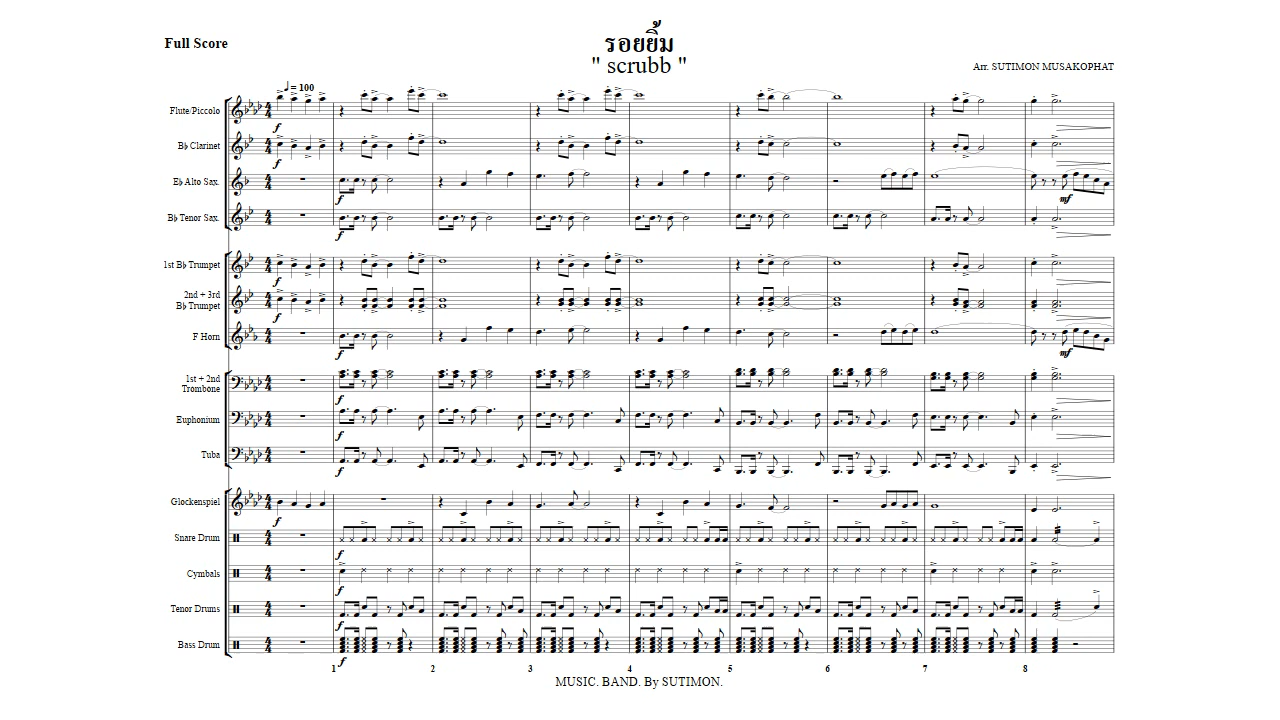 Full Score
รอยยิ้ม
" scrubb "
Arr. SUTIMON MUSAKOPHAT
♩ = 100
Flute/Piccolo
f
B♭ Clarinet
f
E♭ Alto Sax.
f
mf
B♭ Tenor Sax.
f
1st B♭ Trumpet
f
2nd + 3rd
B♭ Trumpet
f
F Horn
f
mf
1st + 2nd
Trombone
f
Euphonium
f
Tuba
f
Glockenspiel
f
Snare Drum
f
Cymbals
f
Tenor Drums
f
Bass Drum
f
1 2 3 4 5 6 7 8
MUSIC. BAND. By SUTIMON.